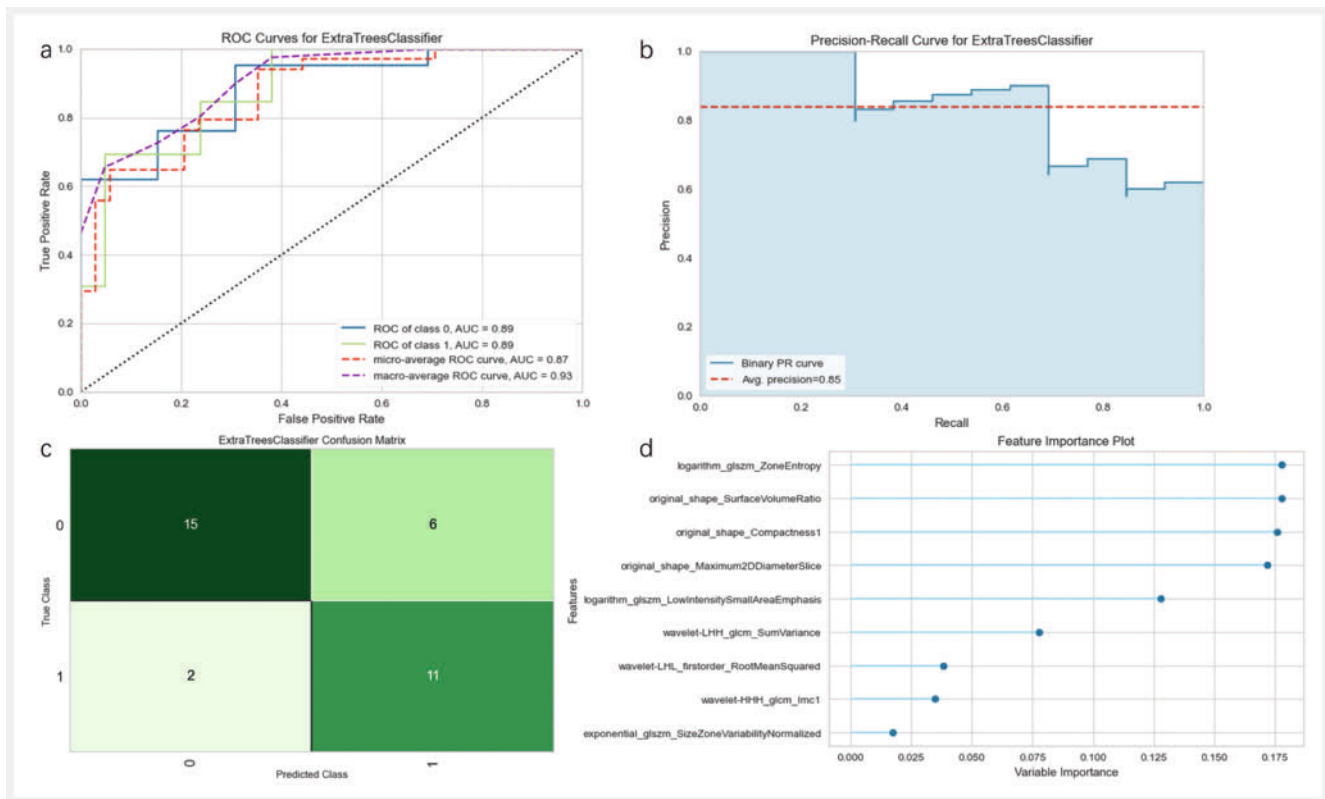 a
ROC Curves for ExtraTreesClassifier
1.0
0.8
0.6
0.4
0.2
0.0
True Positive Rate
ROC of class 0, AUC = 0.89
ROC of class 1, AUC = 0.89
micro-average ROC curve, AUC = 0.87
macro-average ROC curve, AUC = 0.93
0.0 0.2 0.4 0.6 0.8 1.0
False Positive Rate
b
Precision-Recall Curve for ExtraTreesClassifier
1.0
0.8
0.6
0.4
0.2
0.0
Precision
Binary PR curve
Avg. precision=0.85
0.0 0.2 0.4 0.6 0.8 1.0
Recall
c
ExtraTreesClassifier Confusion Matrix
True Class
0 15 6
1 2 11
0 1
Predicted Class
d
Feature Importance Plot
Features
logarithm_glszm_ZoneEntropy
original_shape_SurfaceVolumeRatio
original_shape_Compactness1
original_shape_Maximum2DDiameterSlice
logarithm_glszm_LowIntensitySmallAreaEmphasis
wavelet-LHH_glcm_SumVariance
wavelet-LHL_firstorder_RootMeanSquared
wavelet-HHH_glcm_Imc1
exponential_glszm_SizeZoneVariabilityNormalized
0.000 0.025 0.050 0.075 0.100 0.125 0.150 0.175
Variable Importance